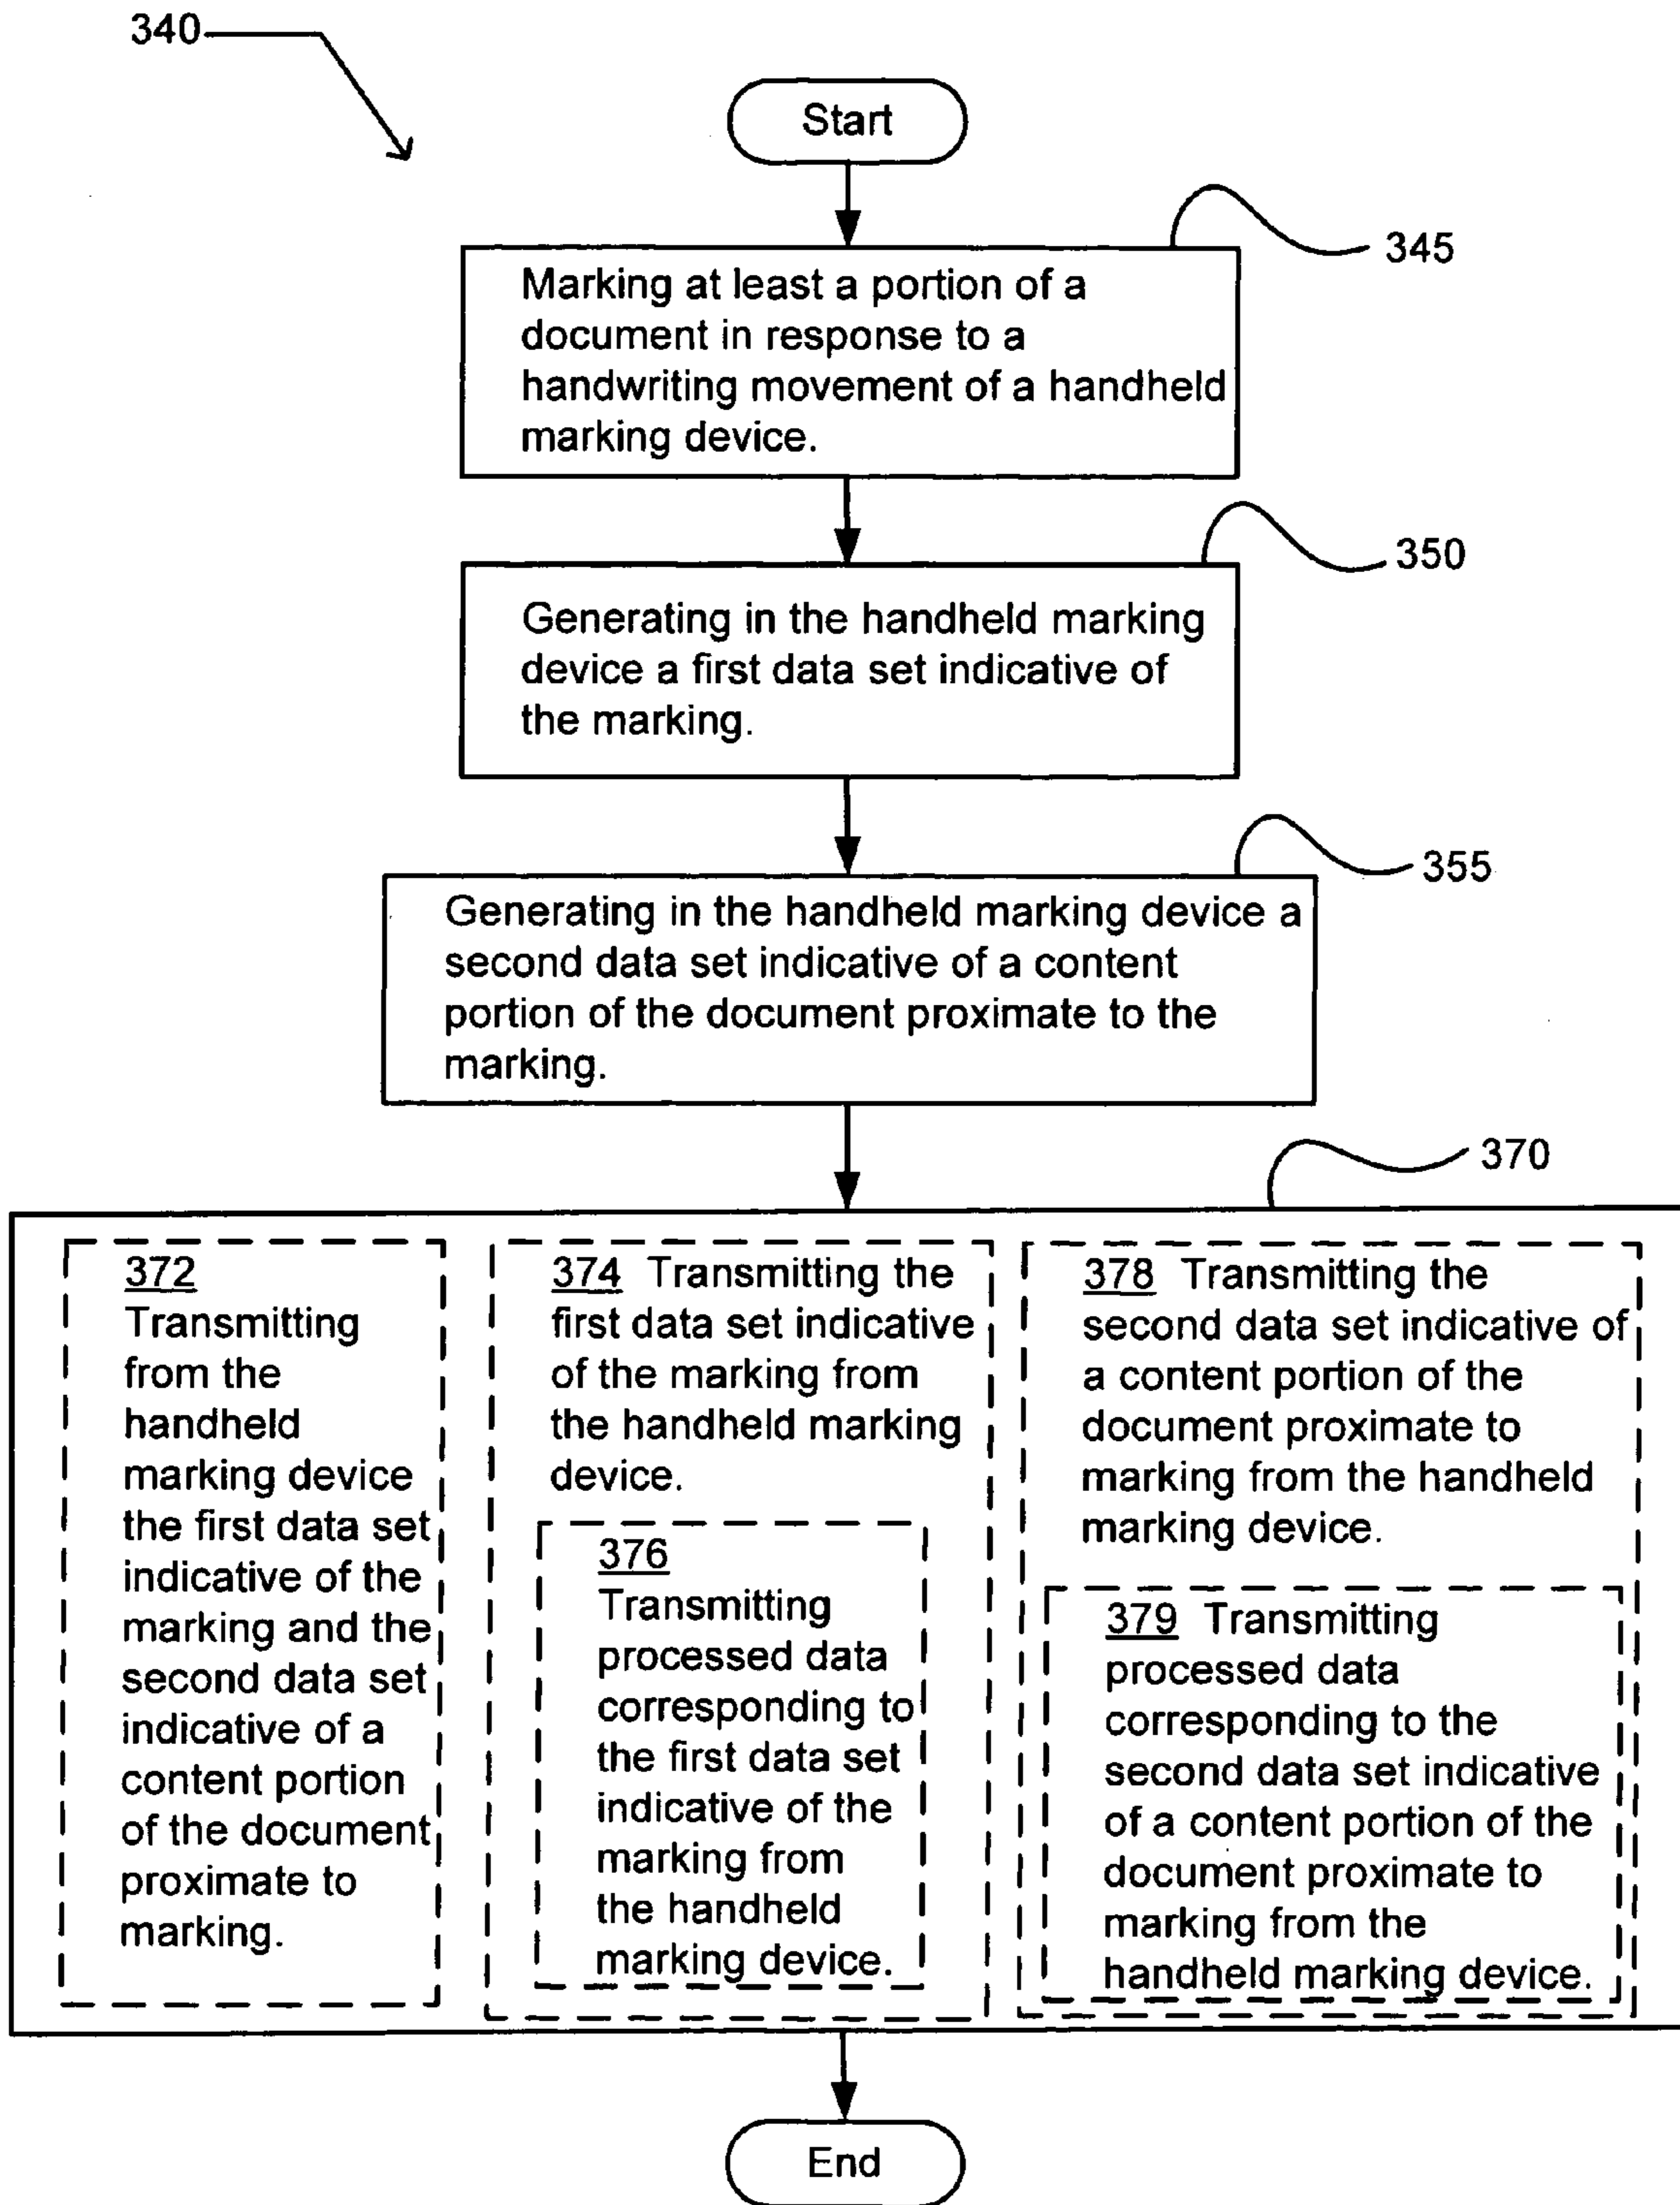 340
Start
345
Marking at least a portion of a
document in response to a
handwriting movement of a handheld
marking device.
350
Generating in the handheld marking
device a first data set indicative of
the marking.
355
Generating in the handheld marking device a
second data set indicative of a content
portion of the document proximate to the
marking.
370
372
Transmitting
from the
handheld
marking device
the first data set
indicative of the
marking and the
second data set
indicative of a
content portion
of the document
proximate to
marking.
374 Transmitting the
first data set indicative
of the marking from
the handheld marking
device.
376
Transmitting
processed data
corresponding to
the first data set
indicative of the
marking from
the handheld
marking device.
378 Transmitting the
second data set indicative of
a content portion of the
document proximate to
marking from the handheld
marking device.
379 Transmitting
processed data
corresponding to the
second data set indicative
of a content portion of the
document proximate to
marking from the
handheld marking device.
End